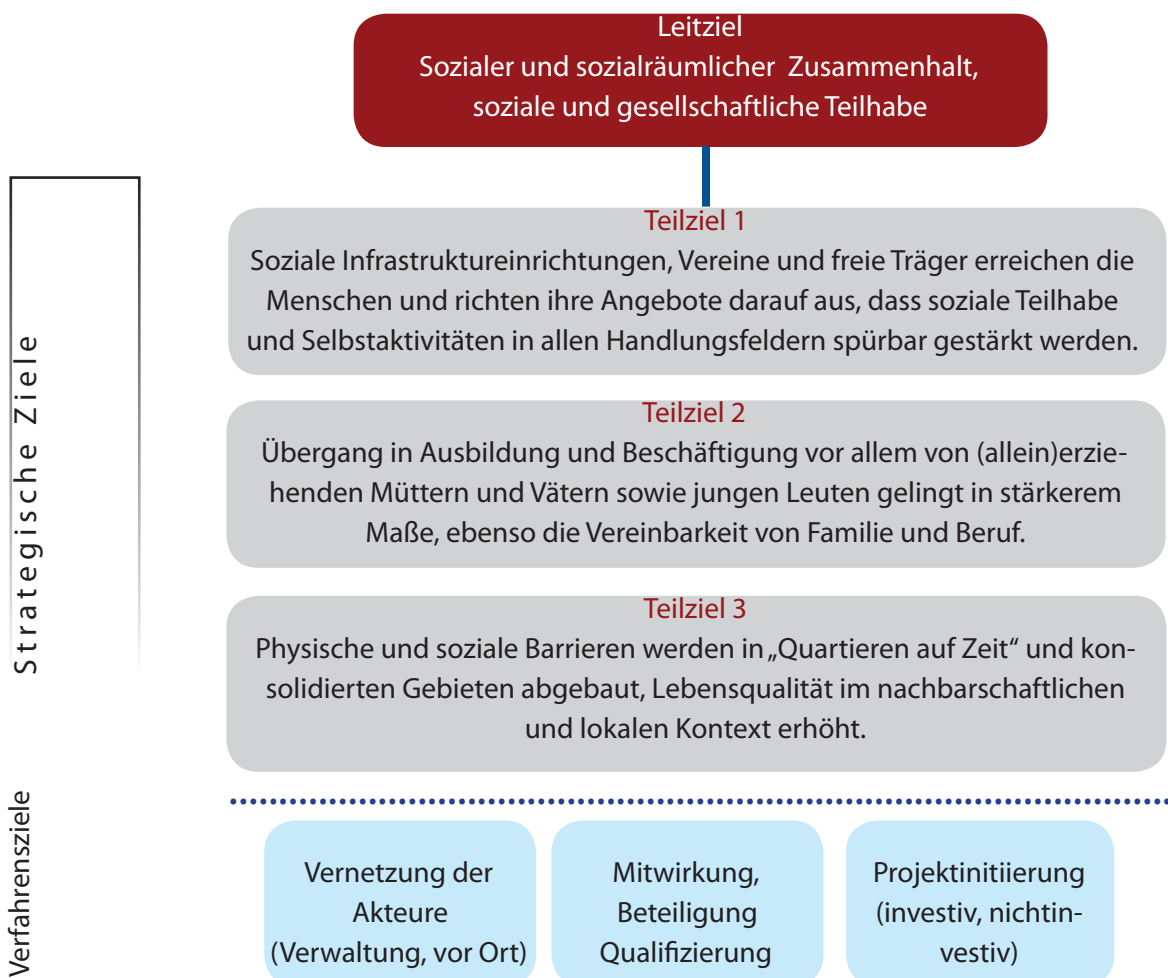 Leitziel
Sozialer und sozialräumlicher Zusammenhalt,
soziale und gesellschaftliche Teilhabe
Strategische Ziele
Teilziel 1
Soziale Infrastruktureinrichtungen, Vereine und freie Träger erreichen die
Menschen und richten ihre Angebote darauf aus, dass soziale Teilhabe
und Selbstaktivitäten in allen Handlungsfeldern spürbar gestärkt werden.
Teilziel 2
Übergang in Ausbildung und Beschäftigung vor allem von (allein)erzie-
henden Müttern und Vätern sowie jungen Leuten gelingt in stärkerem
Maße, ebenso die Vereinbarkeit von Familie und Beruf.
Teilziel 3
Physische und soziale Barrieren werden in „Quartieren auf Zeit“ und kon-
solidierten Gebieten abgebaut, Lebensqualität im nachbarschaftlichen
und lokalen Kontext erhöht.
Verfahrensziele
Vernetzung der
Akteure
(Verwaltung, vor Ort)
Mitwirkung,
Beteiligung
Qualifizierung
Projektinitiierung
(investiv, nichtin-
vestiv)